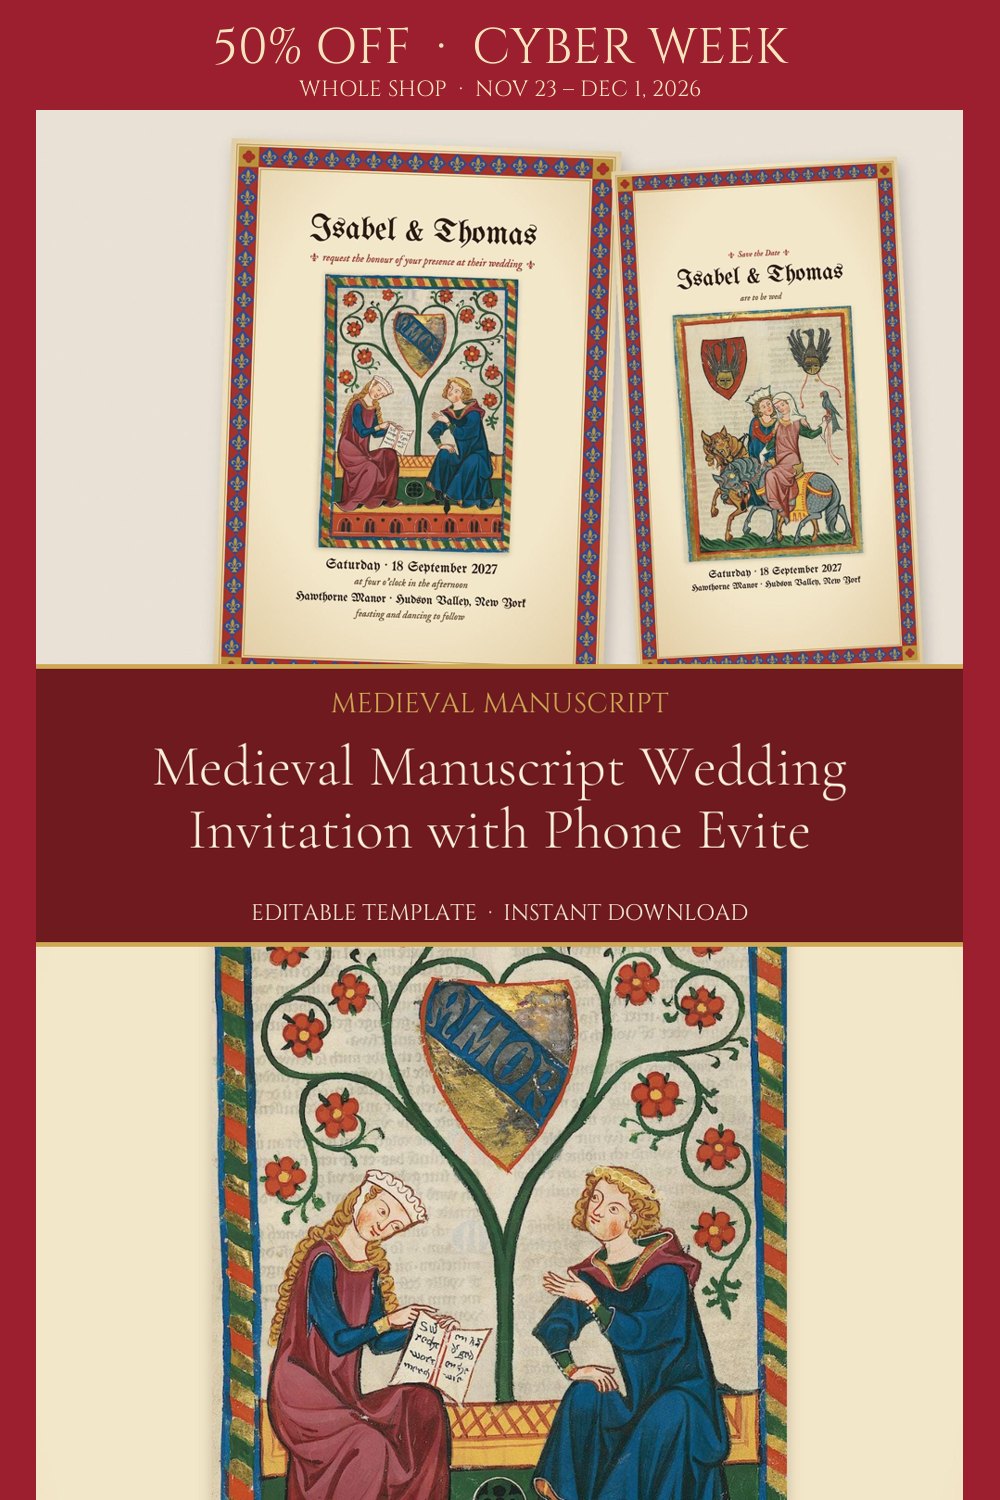 50% OFF · CYBER WEEK
WHOLE SHOP · NOV 23 – DEC 1, 2026
Isabel & Thomas
request the honour of your presence at their wedding
AMOR
Saturday · 18 September 2027
at four o'clock in the afternoon
Hawthorne Manor · Hudson Valley, New York
feasting and dancing to follow
Save the Date
Isabel & Thomas
are to be wed
Saturday · 18 September 2027
Hawthorne Manor · Hudson Valley, New York
MEDIEVAL MANUSCRIPT
Medieval Manuscript Wedding
Invitation with Phone Evite
EDITABLE TEMPLATE · INSTANT DOWNLOAD
AMOR